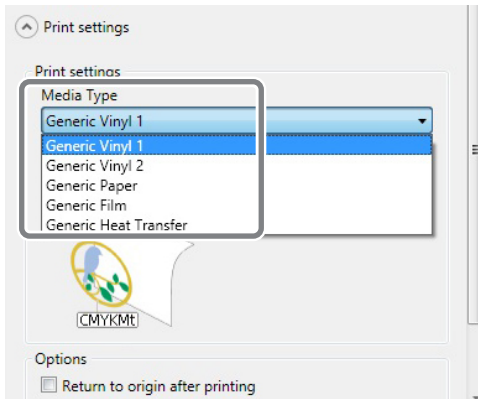 Print settings
Print settings
Media Type
Generic Vinyl 1
Generic Vinyl 1
Generic Vinyl 2
Generic Paper
Generic Film
Generic Heat Transfer
CMYKMt
Options
Return to origin after printing